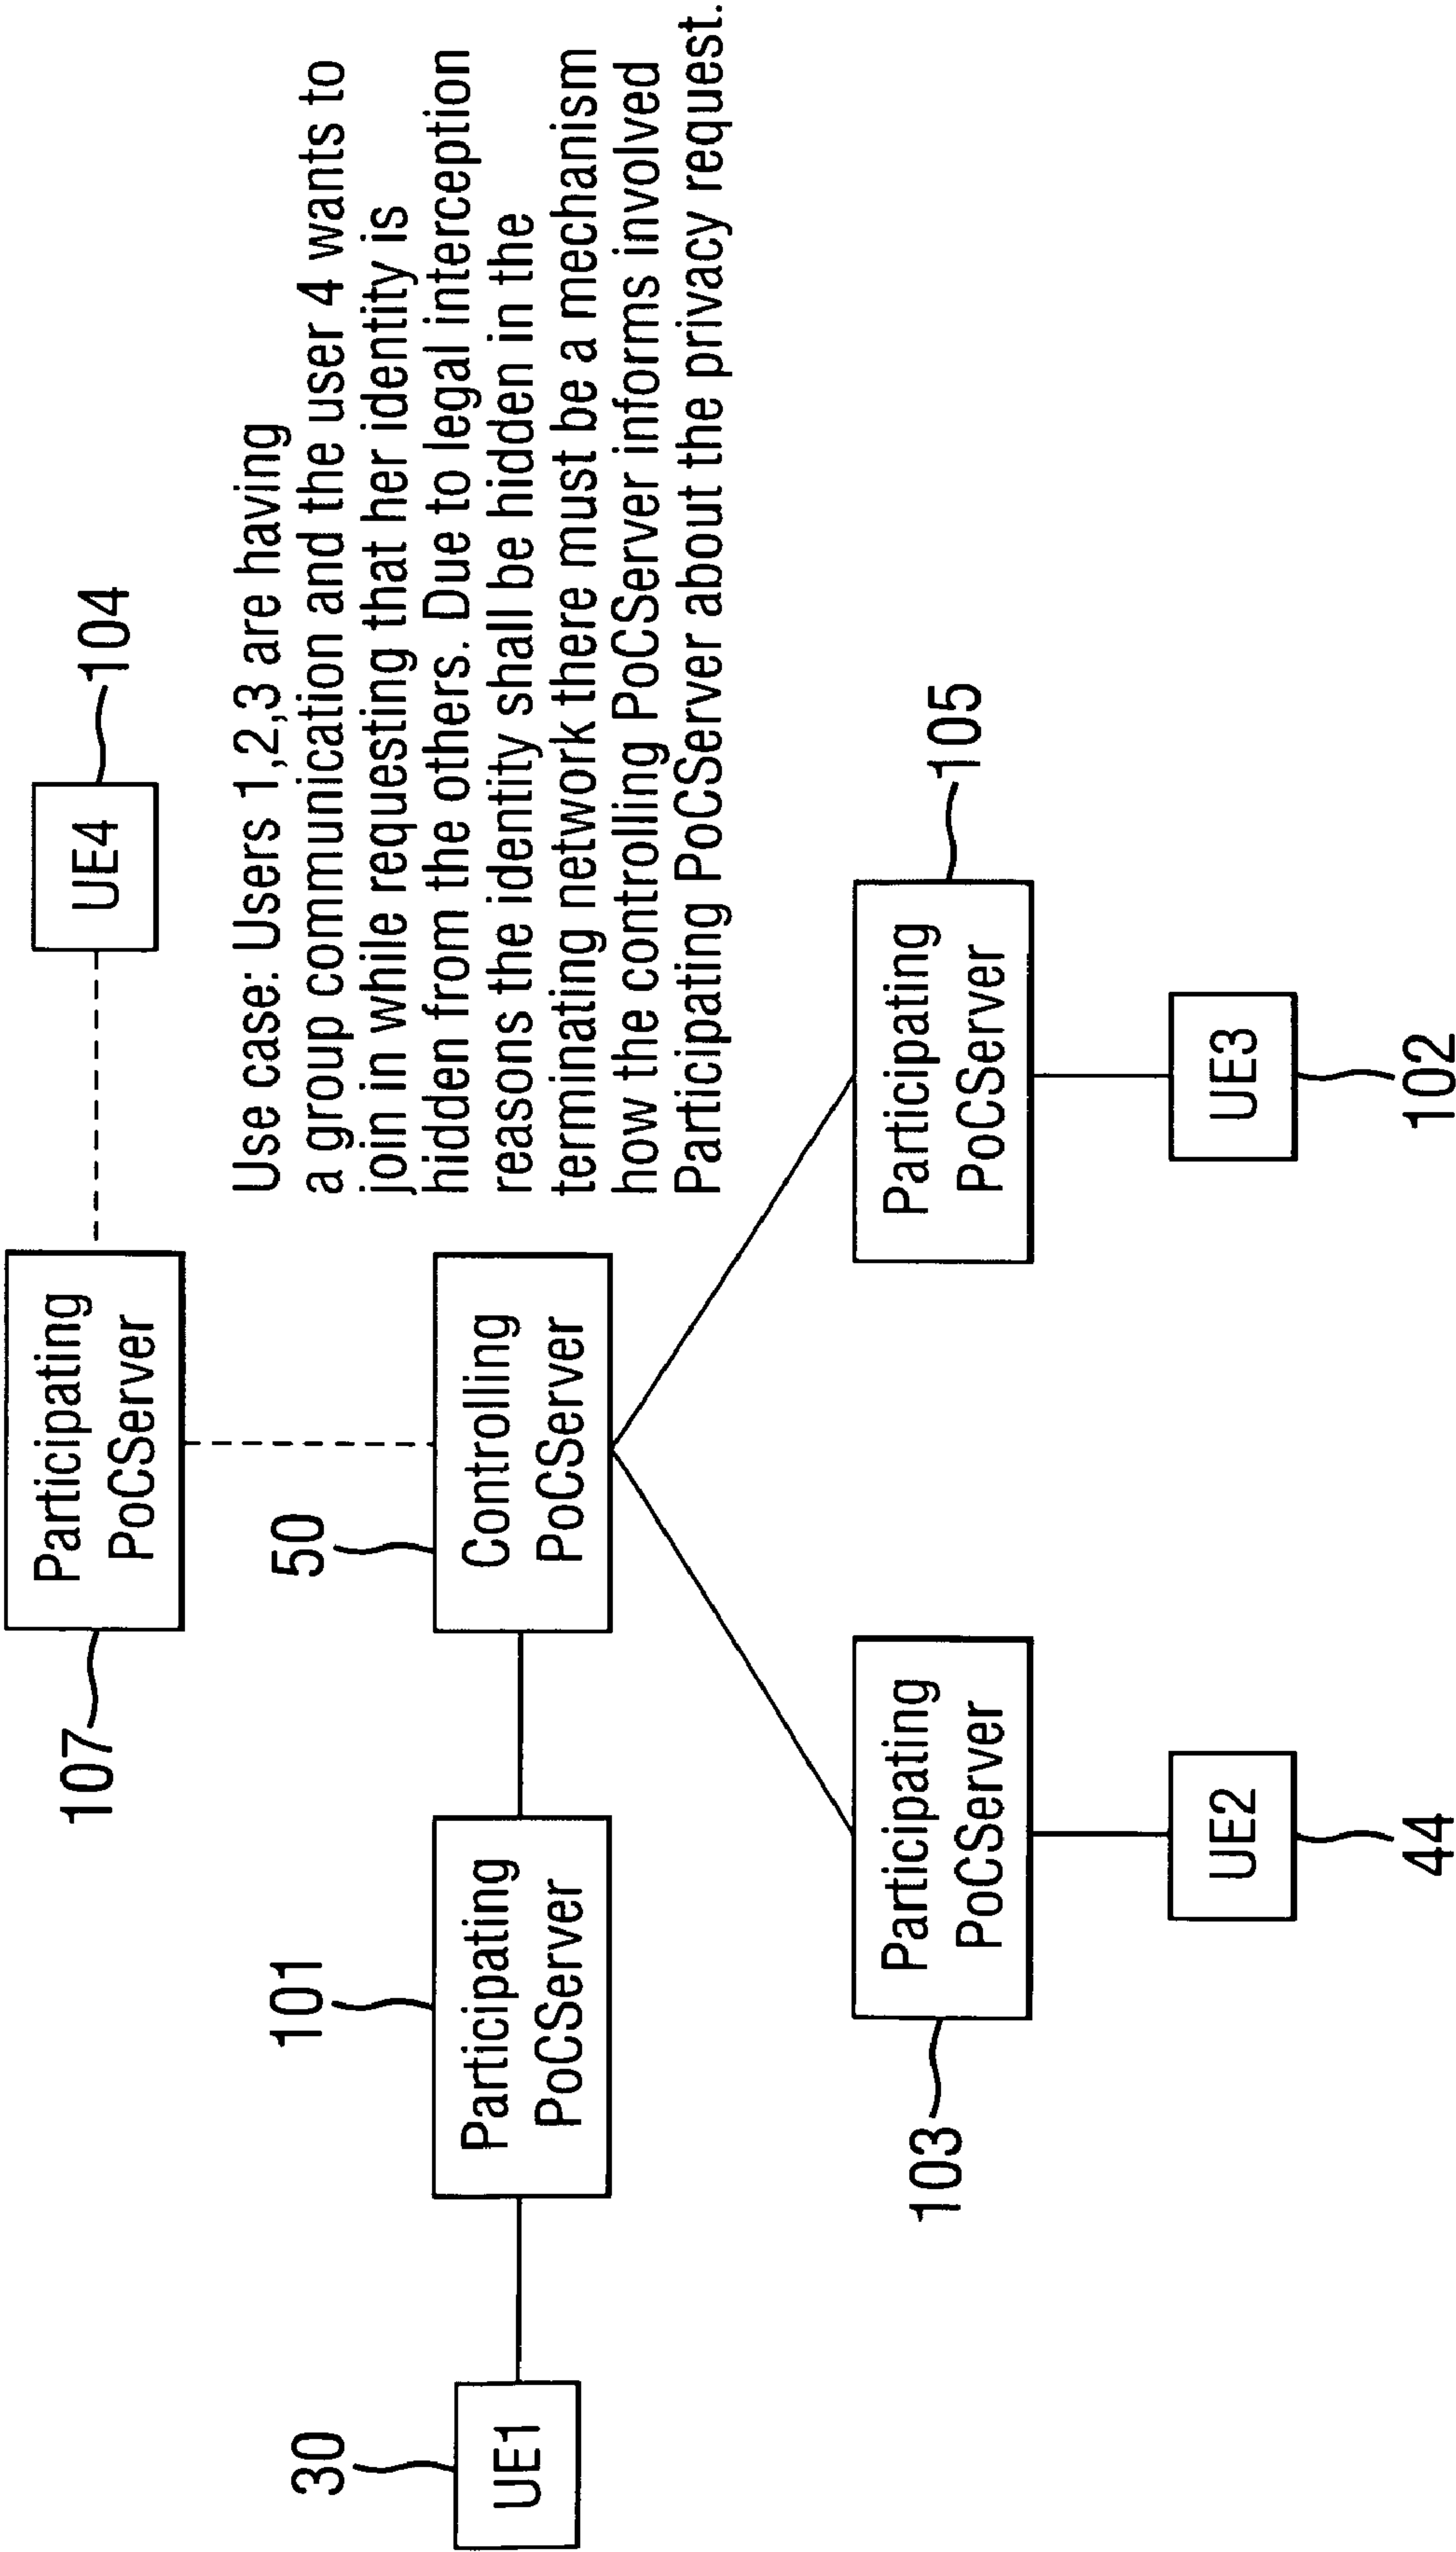 107
Participating
PoCServer
UE4
104
Use case: Users 1,2,3 are having
a group communication and the user 4 wants to
join in while requesting that her identity is
hidden from the others. Due to legal interception
reasons the identity shall be hidden in the
terminating network there must be a mechanism
how the controlling PoCServer informs involved
Participating PoCServer about the privacy request.
30
UE1
101
Participating
PoCServer
50
Controlling
PoCServer
103
Participating
PoCServer
105
Participating
PoCServer
UE2
44
UE3
102